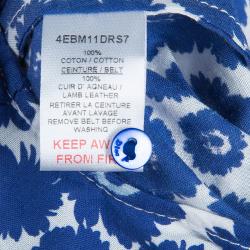 4EBM11DRS7
100%
COTON / COTTON
CEINTURE / BELT
100%
CUIR D'AGNEAU /
LAMB LEATHER
RETIRER LA CEINTURE
AVANT LAVAGE
REMOVE BELT BEFORE
WASHING
KEEP AWAY
FROM FI